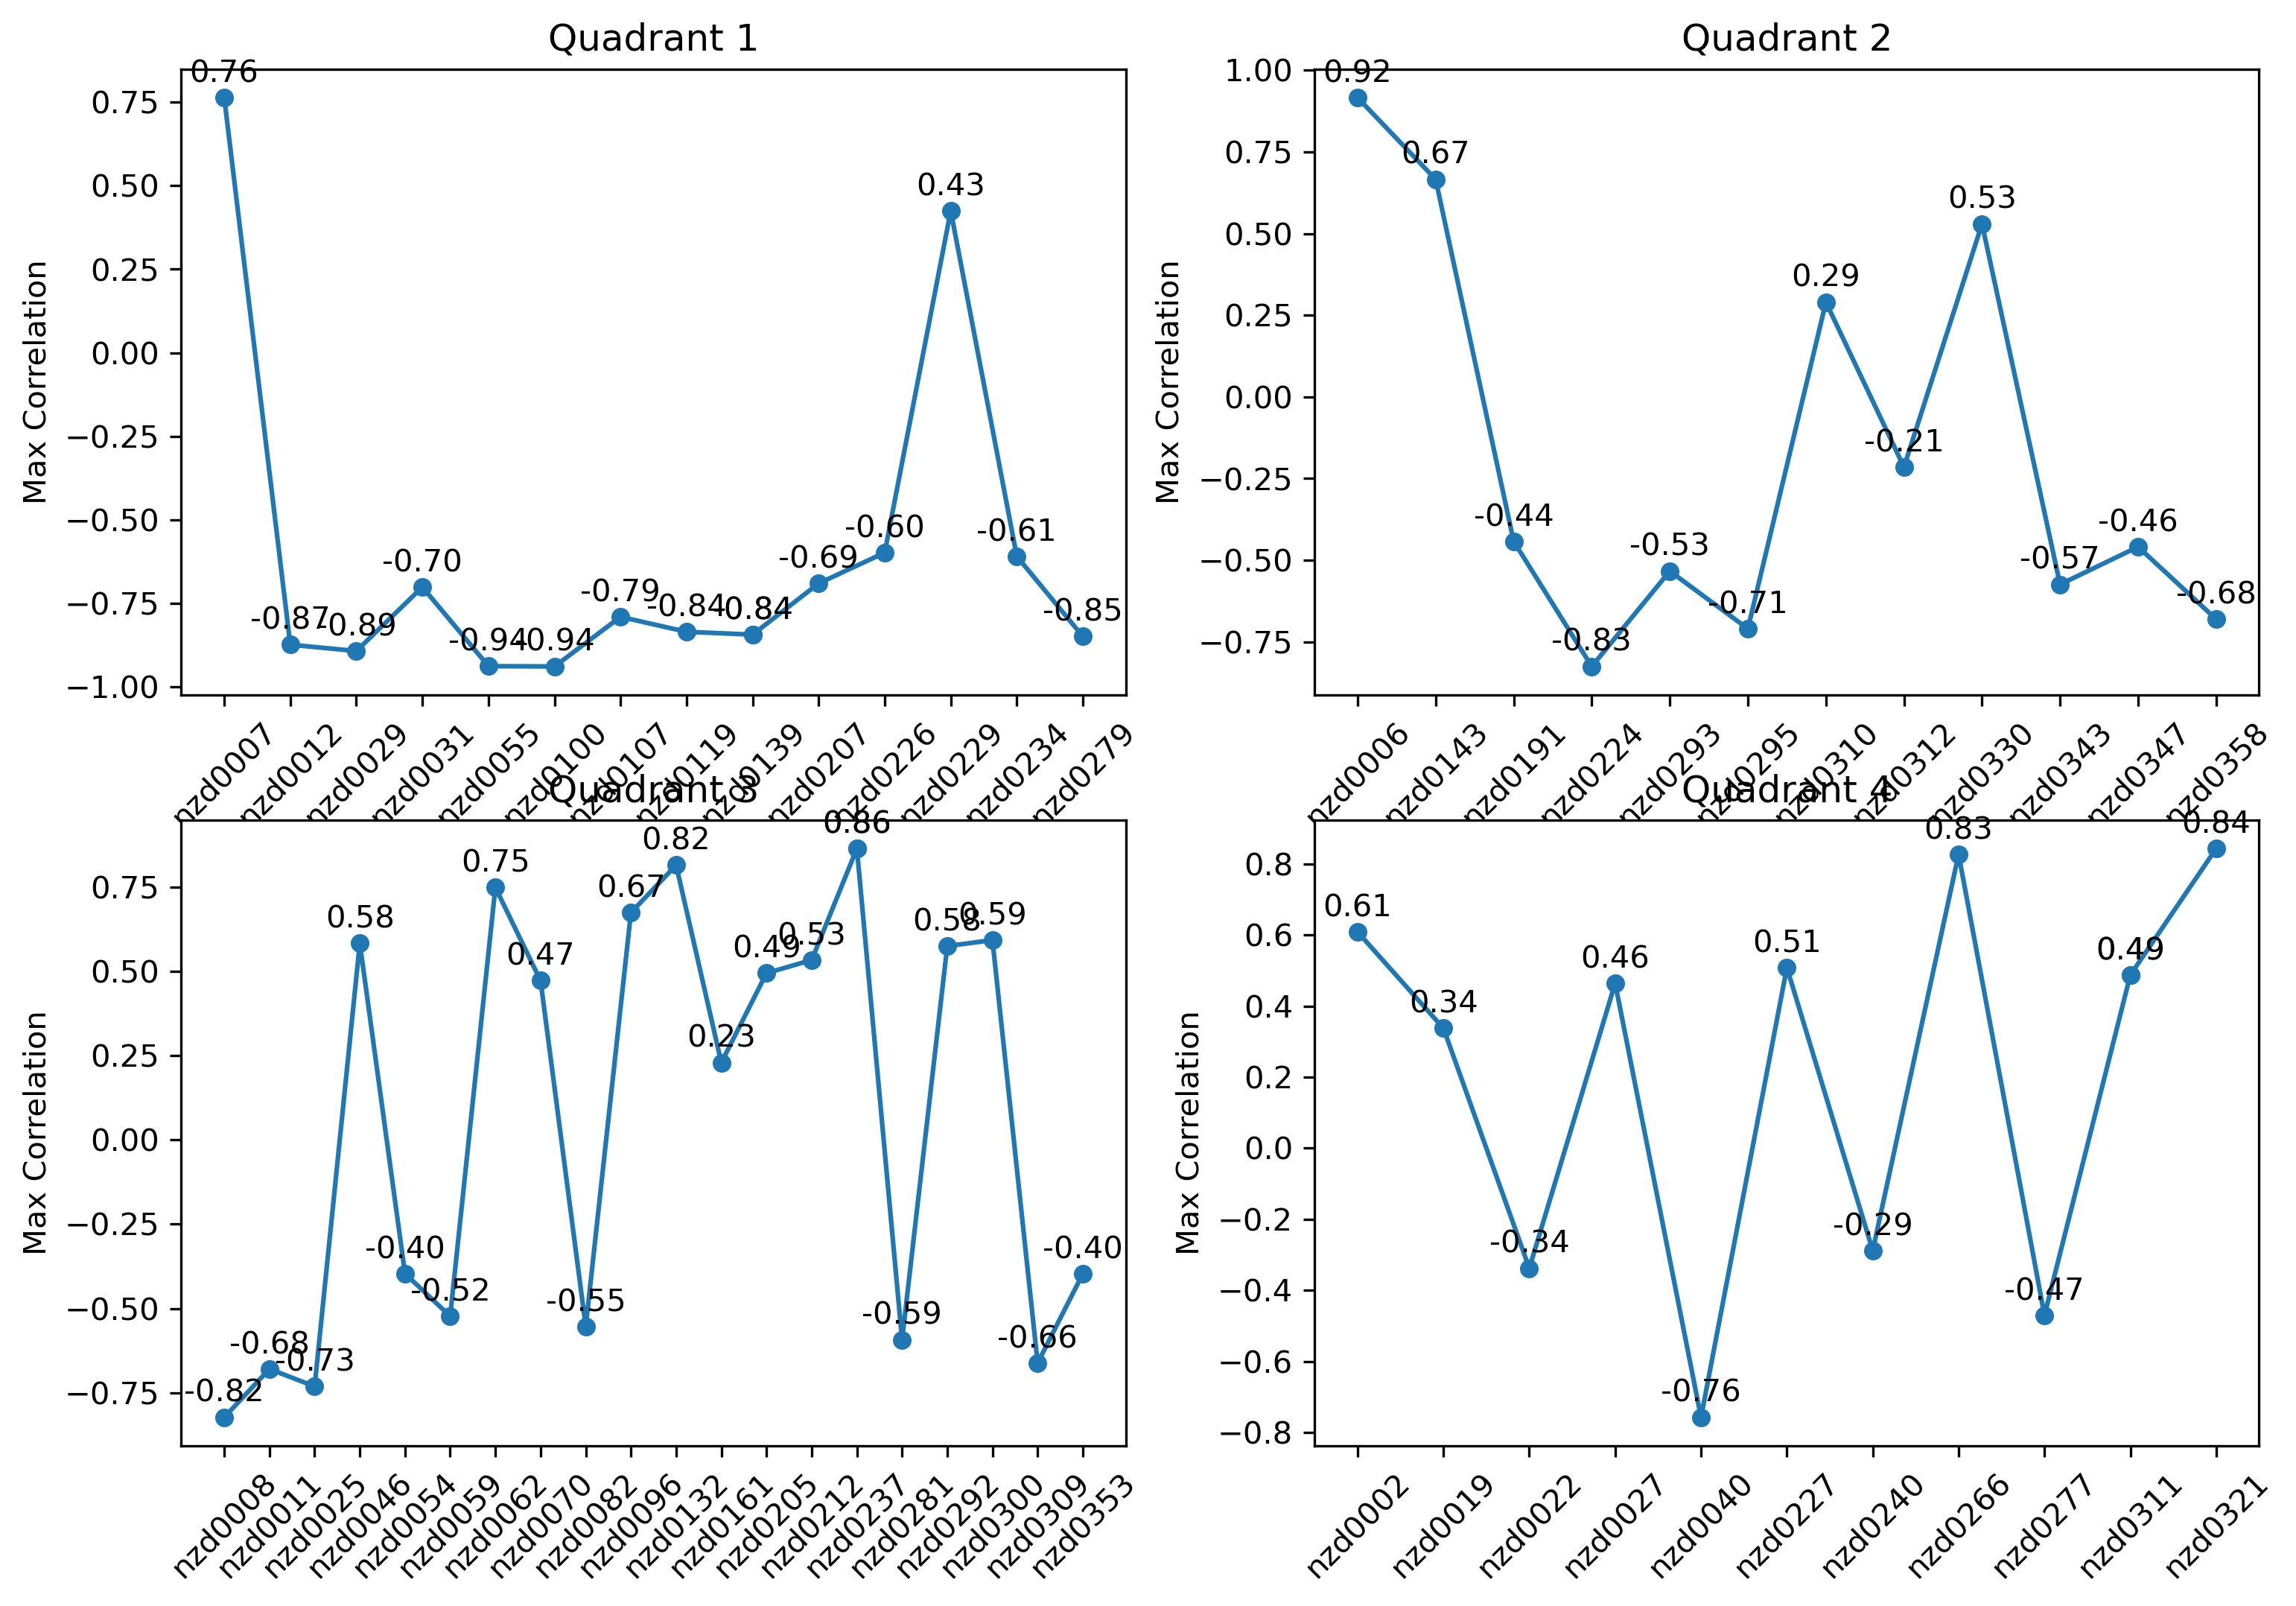 Quadrant 1
Max Correlation
0.75
0.50
0.25
0.00
−0.25
−0.50
−0.75
−1.00
0.76
-0.87
-0.89
-0.70
-0.94
-0.94
-0.79
-0.84
-0.84
-0.69
-0.60
0.43
-0.61
-0.85
nzd0007
nzd0012
nzd0029
nzd0031
nzd0055
nzd0100
nzd0107
nzd0119
nzd0139
nzd0207
nzd0226
nzd0229
nzd0234
nzd0279
Quadrant 2
Max Correlation
1.00
0.75
0.50
0.25
0.00
−0.25
−0.50
−0.75
0.92
0.67
-0.44
-0.83
-0.53
-0.71
0.29
-0.21
0.53
-0.57
-0.46
-0.68
nzd0006
nzd0143
nzd0191
nzd0224
nzd0293
nzd0295
nzd0310
nzd0312
nzd0330
nzd0343
nzd0347
nzd0358
Quadrant 3
Max Correlation
0.75
0.50
0.25
0.00
−0.25
−0.50
−0.75
-0.82
-0.68
-0.73
0.58
-0.40
-0.52
0.75
0.47
-0.55
0.67
0.82
0.23
0.49
0.53
0.86
-0.59
0.58
0.59
-0.66
-0.40
nzd0008
nzd0011
nzd0025
nzd0046
nzd0054
nzd0059
nzd0062
nzd0070
nzd0082
nzd0096
nzd0132
nzd0161
nzd0205
nzd0212
nzd0237
nzd0281
nzd0292
nzd0300
nzd0309
nzd0353
Quadrant 4
Max Correlation
0.8
0.6
0.4
0.2
0.0
−0.2
−0.4
−0.6
−0.8
0.61
0.34
-0.34
0.46
-0.76
0.51
-0.29
0.83
-0.47
0.49
0.84
nzd0002
nzd0019
nzd0022
nzd0027
nzd0040
nzd0227
nzd0240
nzd0266
nzd0277
nzd0311
nzd0321